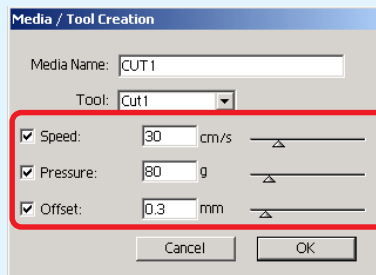 Media / Tool Creation
Media Name: CUT1
Tool: Cut1
Speed: 30 cm/s
Pressure: 80 g
Offset: 0.3 mm
Cancel OK